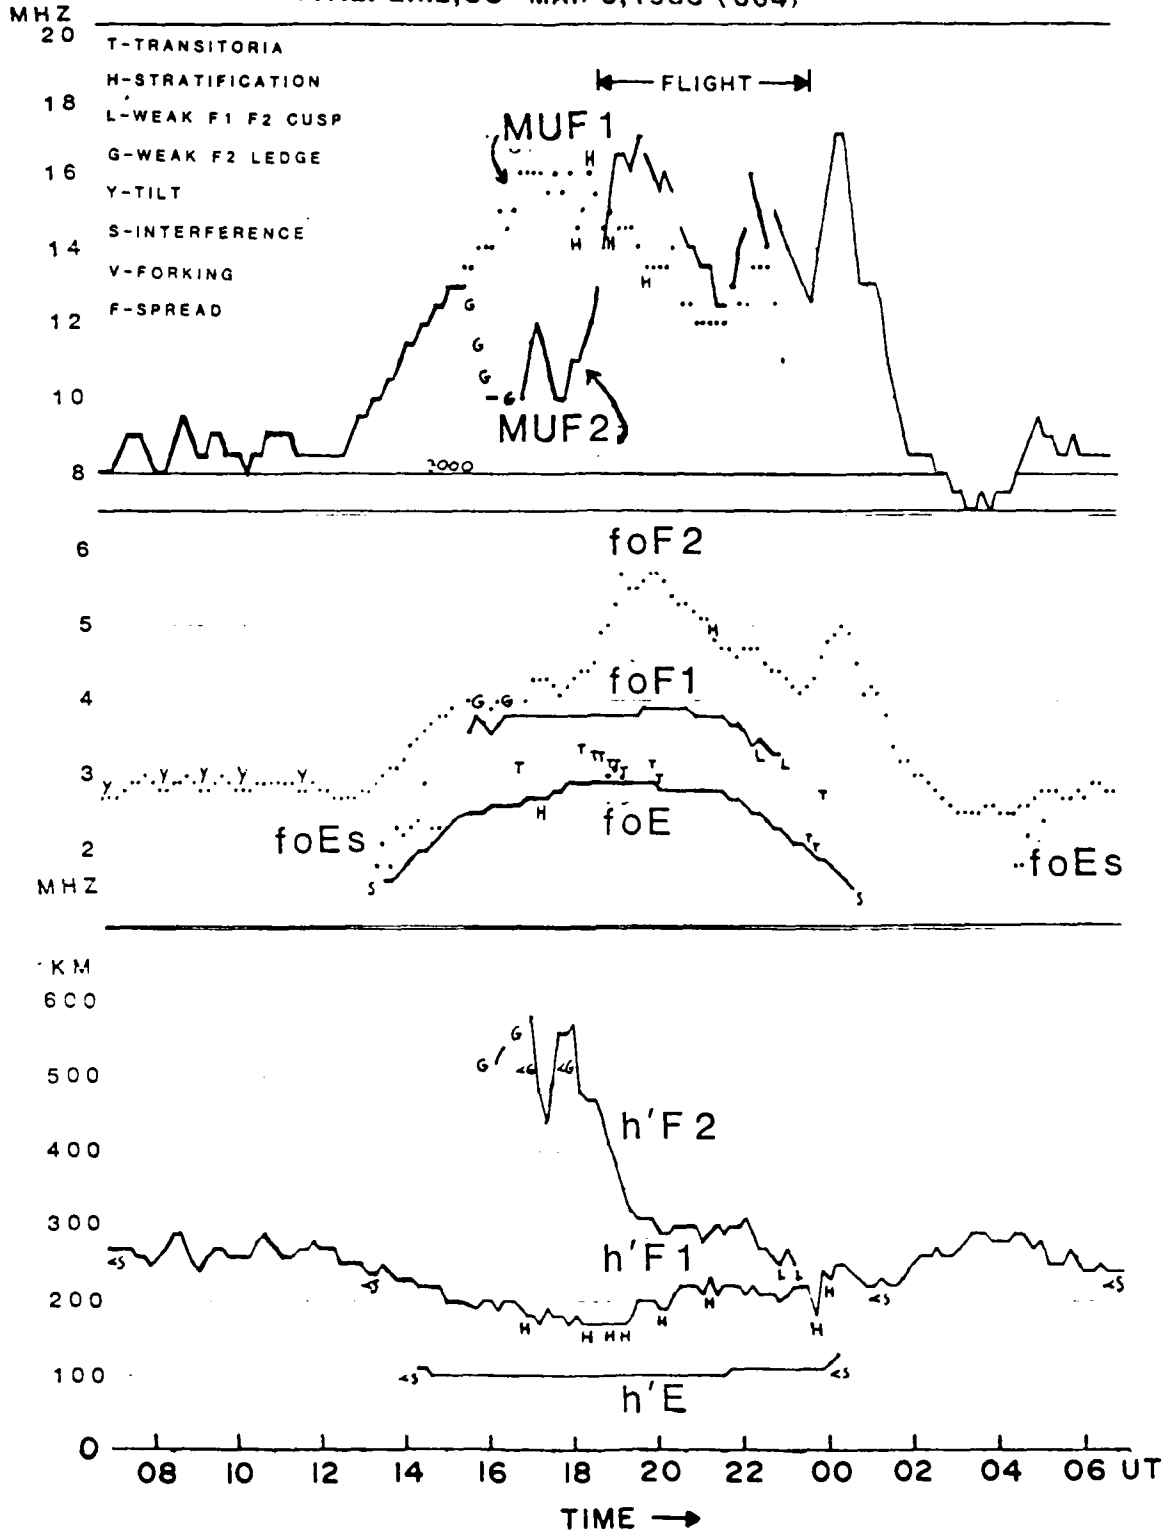 MHZ
20
T-TRANSITORIA
H-STRATIFICATION
FLIGHT
18
L-WEAK F1 F2 CUSP
MUF1
G-WEAK F2 LEDGE
H
16
Y-TILT
S-INTERFERENCE
14
H H
V-FORKING
H
F-SPREAD
12
G
G
G
10
G
MUF2
8
2000
foF2
6
5
H
foF1
4
G G
L L
3
Y Y Y Y Y
T T TT T T T T
T
H
foE
foEs
2
T T
foEs
MHZ
S
S
KM
600
G
G
500
<G <G
h'F2
400
300
h'F1
<S
<S
L L
H
<S
<S
200
H
H
H H H H
H
100
<S
<S
h'E
0
08 10 12 14 16 18 20 22 00 02 04 06 UT
TIME